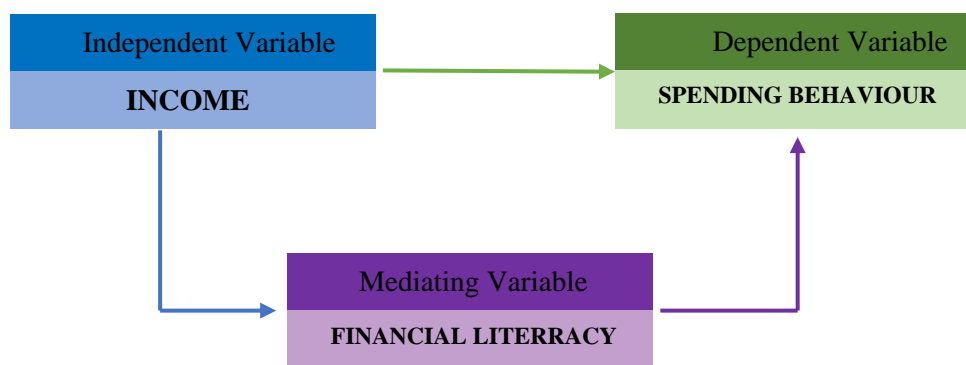 Independent Variable
INCOME
Dependent Variable
SPENDING BEHAVIOUR
Mediating Variable
FINANCIAL LITERRACY